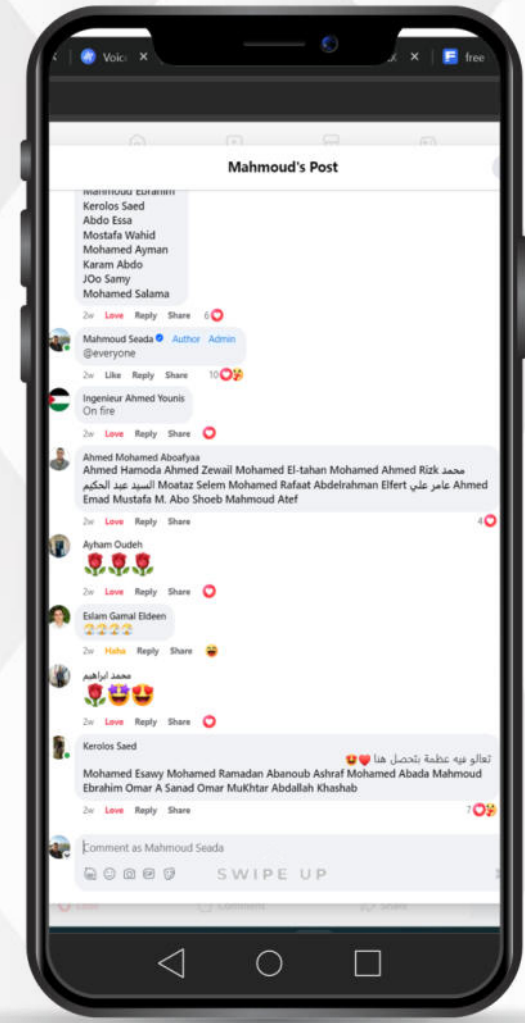 Voic
free
Mahmoud's Post
Mahmoud Ebrahim
Kerolos Saed
Abdo Essa
Mostafa Wahid
Mohamed Ayman
Karam Abdo
JOo Samy
Mohamed Salama
2w Love Reply Share 6
Mahmoud Seada Author Admin
@everyone
2w Like Reply Share 10
Ingenieur Ahmed Younis
On fire
2w Love Reply Share
Ahmed Mohamed Aboafyaa
Ahmed Hamoda Ahmed Zewail Mohamed El-tahan Mohamed Ahmed Rizk محمد
السيد عبد الحكيم Moataz Selem Mohamed Rafaat Abdelrahman Elfert عامر علي Ahmed
Emad Mustafa M. Abo Shoeb Mahmoud Atef
2w Love Reply Share 4
Ayham Oudeh
🌹🌹🌹
2w Love Reply Share
Eslam Gamal Eldeen
2w Haha Reply Share
محمد ابراهيم
🌹🤩😍
2w Love Reply Share
Kerolos Saed
تعالو فيه عظمة بتحصل هنا ❤️😍
Mohamed Esawy Mohamed Ramadan Abanoub Ashraf Mohamed Abada Mahmoud
Ebrahim Omar A Sanad Omar MuKhtar Abdallah Khashab
2w Love Reply Share 7
Comment as Mahmoud Seada
SWIPE UP
Love Comment Share